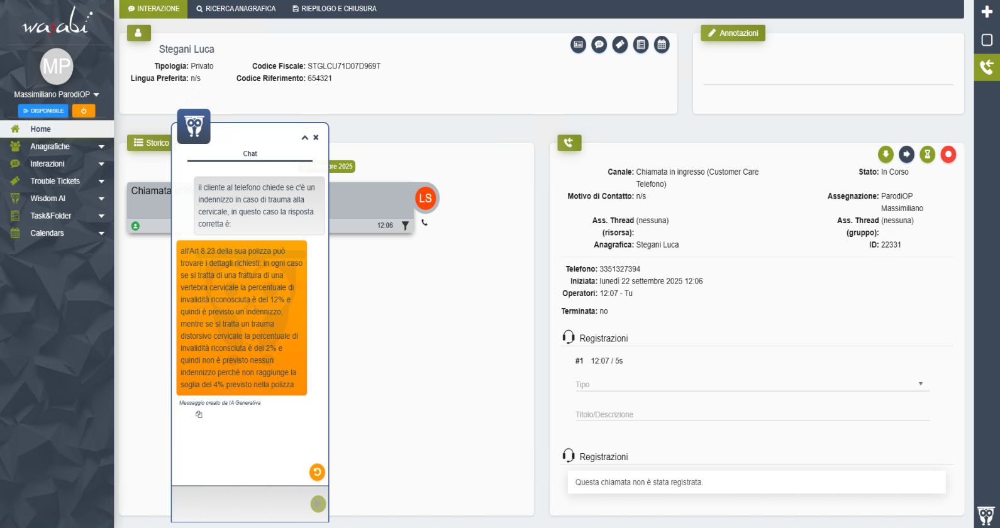 wasabi
MP
Massimiliano ParodiOP
DISPONIBILE
Home
Anagrafiche
Interazioni
Trouble Tickets
Wisdom AI
Task&Folder
Calendars
INTERAZIONE
RICERCA ANAGRAFICA
RIEPILOGO E CHIUSURA
Stegani Luca
Tipologia: Privato
Codice Fiscale: STGLCU71D07D969T
Lingua Preferita: n/s
Codice Riferimento: 654321
Annotazioni
Storico
bre 2025
Chiamata in in
LS
12:06
Chat
il cliente al telefono chiede se c'è un
indennizzo in caso di trauma alla
cervicale, in questo caso la risposta
corretta è:
all'Art 8.23 della sua polizza può
trovare i dettagli richiesti: in ogni caso
se si tratta di una frattura di una
vertebra cervicale la percentuale di
invalidità riconosciuta è del 12% e
quindi è previsto un indennizzo,
mentre se si tratta un trauma
distorsivo cervicale la percentuale di
invalidità riconsciuta è del 2% e
quindi non è previsto nessun
indennizzo perchè non raggiunge la
soglia del 4% previsto nella polizza
Messaggio creato da IA Generativa
Canale: Chiamata in ingresso (Customer Care
Telefono)
Stato: In Corso
Motivo di Contatto: n/s
Assegnazione: ParodiOP
Massimiliano
Ass. Thread (nessuna)
(risorsa):
Ass. Thread (nessuna)
(gruppo):
Anagrafica: Stegani Luca
ID: 22331
Telefono: 3351327394
Iniziata: lunedì 22 settembre 2025 12:06
Operatori: 12:07 - Tu
Terminata: no
Registrazioni
#1 12:07 / 5s
Tipo
Titolo/Descrizione
Registrazioni
Questa chiamata non è stata registrata.